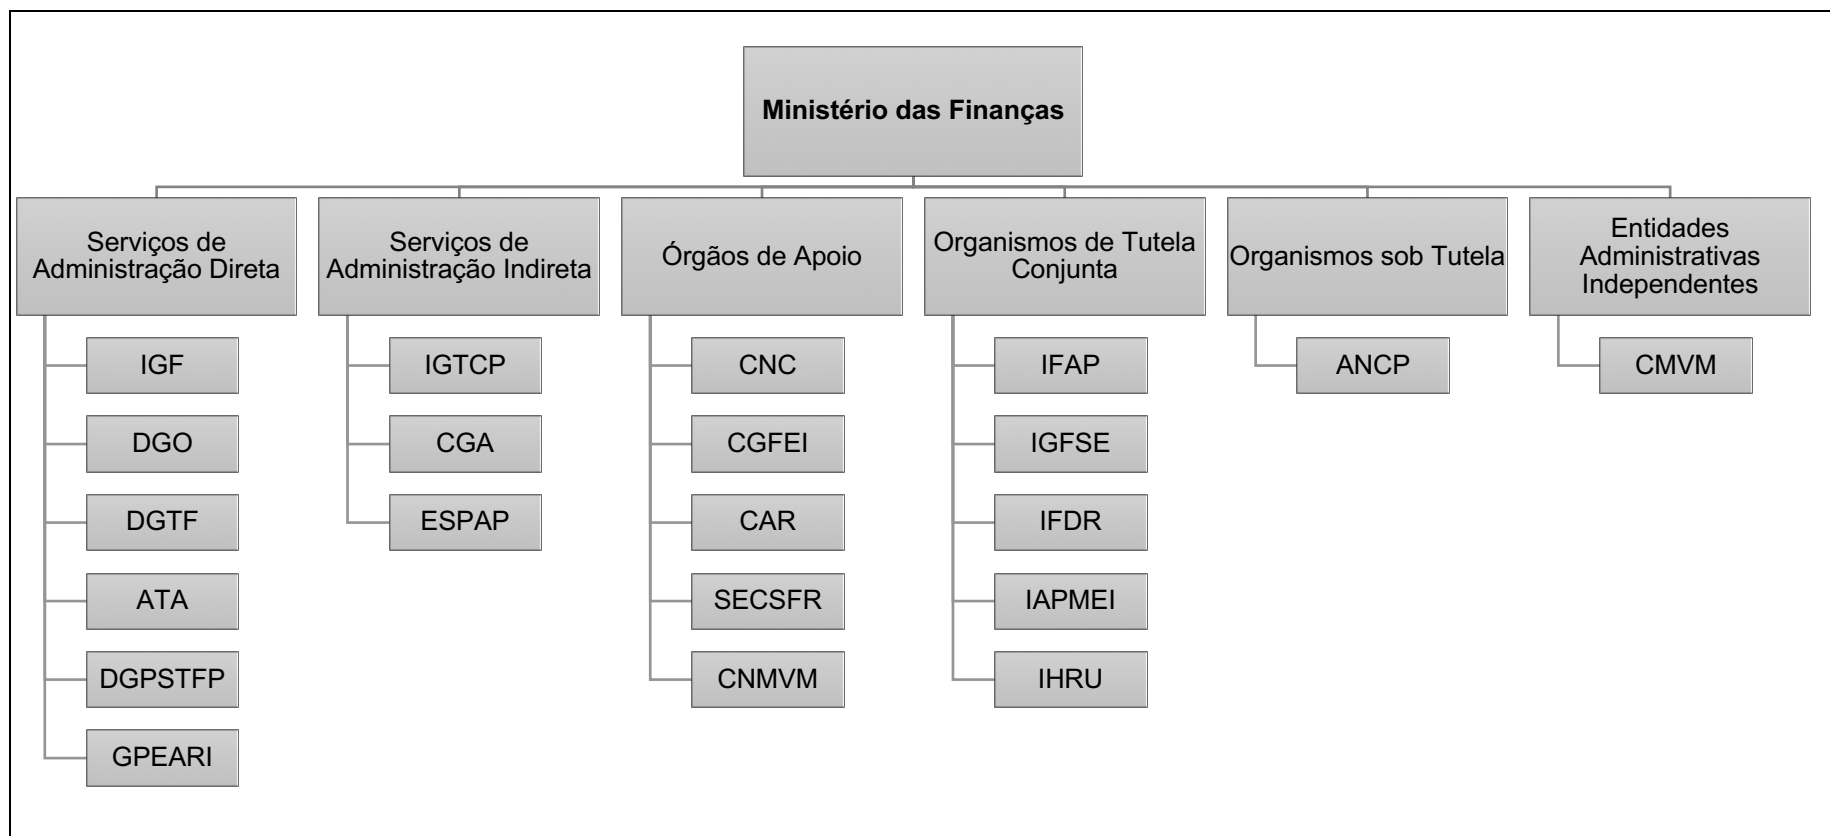 Ministério das Finanças
Serviços de
Administração Direta
IGF
DGO
DGTF
ATA
DGPSTFP
GPEARI
Serviços de
Administração Indireta
IGTCP
CGA
ESPAP
Órgãos de Apoio
CNC
CGFEI
CAR
SECSFR
CNMVM
Organismos de Tutela
Conjunta
IFAP
IGFSE
IFDR
IAPMEI
IHRU
Organismos sob Tutela
ANCP
Entidades
Administrativas
Independentes
CMVM